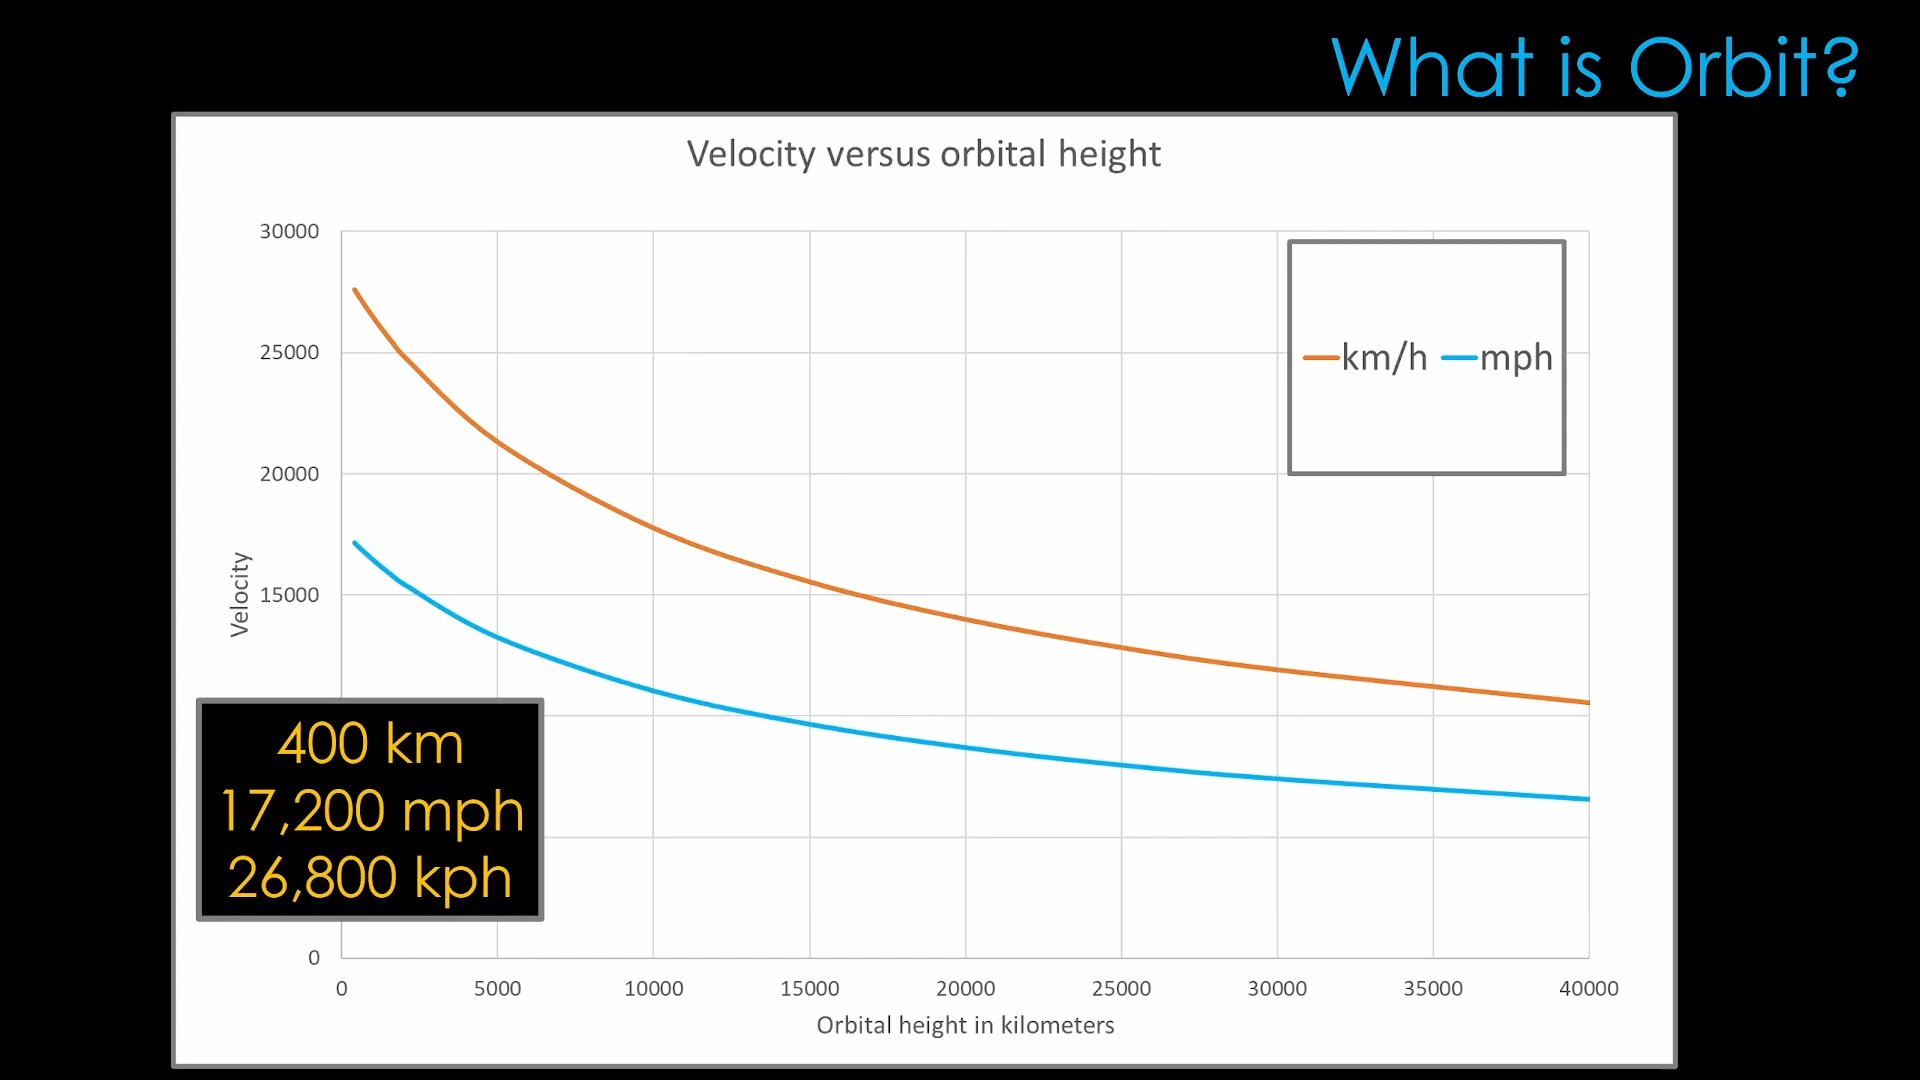 What is Orbit?
Velocity versus orbital height
30000
25000
20000
15000
0
Velocity
km/h mph
400 km
17,200 mph
26,800 kph
0 5000 10000 15000 20000 25000 30000 35000 40000
Orbital height in kilometers